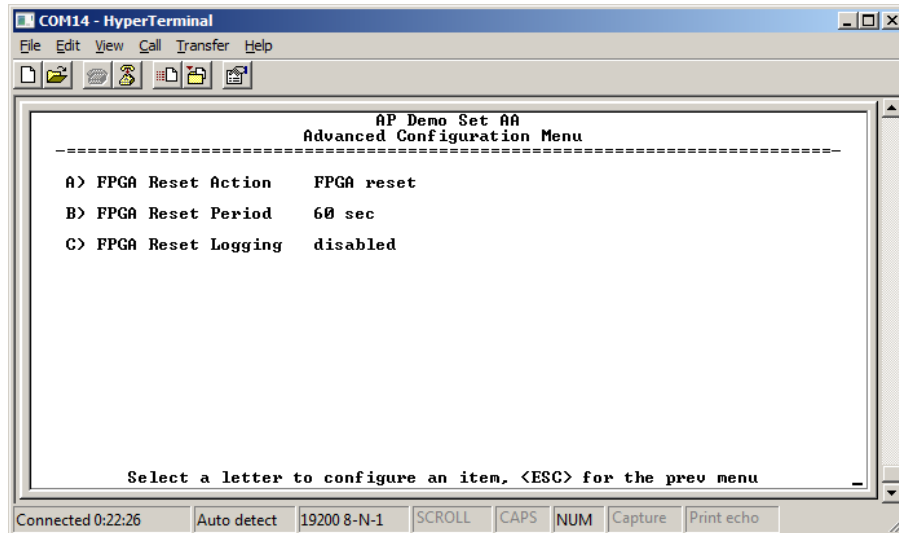 COM14 - HyperTerminal
File Edit View Call Transfer Help
AP Demo Set AA
Advanced Configuration Menu
-==========================================================================-
A) FPGA Reset Action FPGA reset
B) FPGA Reset Period 60 sec
C) FPGA Reset Logging disabled
Select a letter to configure an item, <ESC> for the prev menu
Connected 0:22:26 Auto detect 19200 8-N-1 SCROLL CAPS NUM Capture Print echo